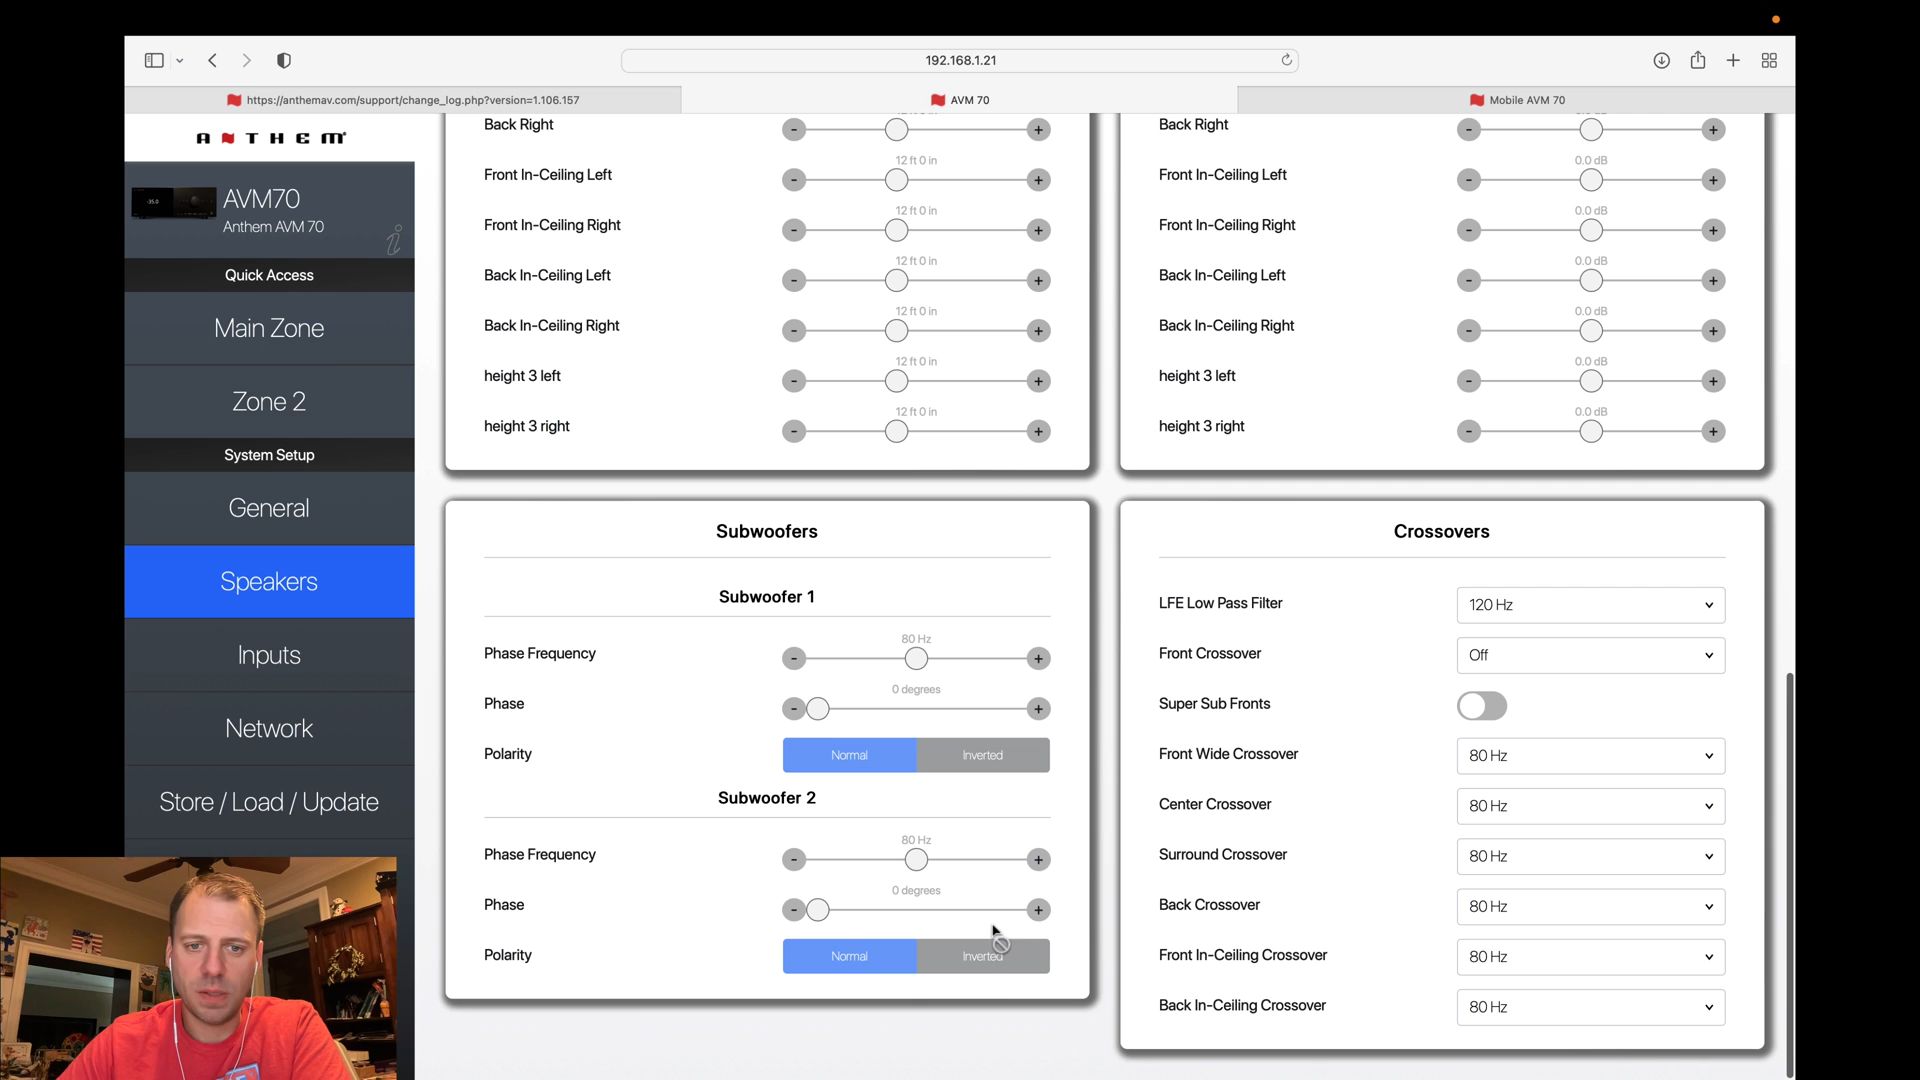 192.168.1.21
https://anthemav.com/support/change_log.php?version=1.106.157
AVM 70
Mobile AVM 70
ANTHEM
-35.0
AVM70
Anthem AVM 70
Quick Access
Main Zone
Zone 2
System Setup
General
Speakers
Inputs
Network
Store / Load / Update
Back Right
- +
12 ft 0 in
Front In-Ceiling Left
- +
12 ft 0 in
Front In-Ceiling Right
- +
12 ft 0 in
Back In-Ceiling Left
- +
12 ft 0 in
Back In-Ceiling Right
- +
12 ft 0 in
height 3 left
- +
12 ft 0 in
height 3 right
- +
Back Right
- +
0.0 dB
Front In-Ceiling Left
- +
0.0 dB
Front In-Ceiling Right
- +
0.0 dB
Back In-Ceiling Left
- +
0.0 dB
Back In-Ceiling Right
- +
0.0 dB
height 3 left
- +
0.0 dB
height 3 right
- +
Subwoofers
Subwoofer 1
80 Hz
Phase Frequency
- +
0 degrees
Phase
- +
Polarity
Normal Inverted
Subwoofer 2
80 Hz
Phase Frequency
- +
0 degrees
Phase
- +
Polarity
Normal Inverted
Crossovers
LFE Low Pass Filter 120 Hz
Front Crossover Off
Super Sub Fronts
Front Wide Crossover 80 Hz
Center Crossover 80 Hz
Surround Crossover 80 Hz
Back Crossover 80 Hz
Front In-Ceiling Crossover 80 Hz
Back In-Ceiling Crossover 80 Hz